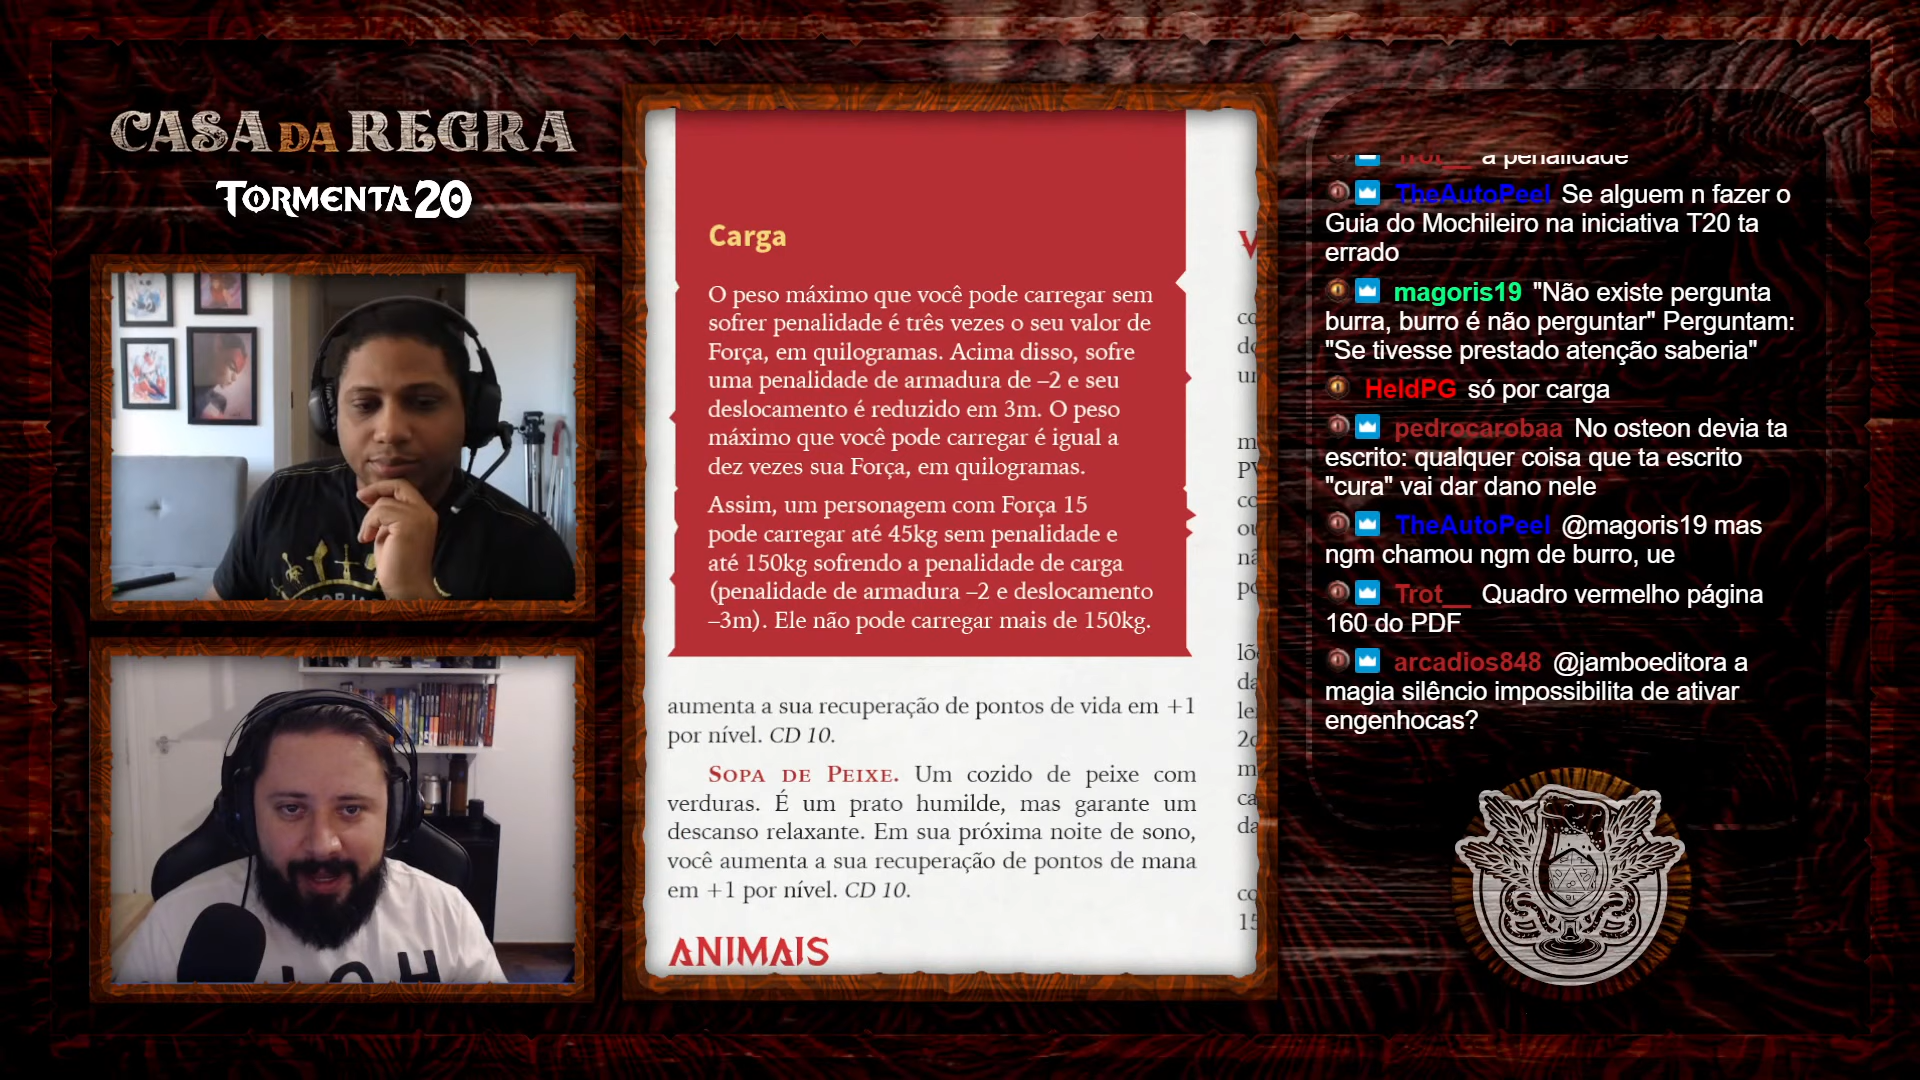 CASA DA REGRA
TORMENTA 20
Carga
O peso máximo que você pode carregar sem
sofrer penalidade é três vezes o seu valor de
Força, em quilogramas. Acima disso, sofre
uma penalidade de armadura de –2 e seu
deslocamento é reduzido em 3m. O peso
máximo que você pode carregar é igual a
dez vezes sua Força, em quilogramas.
Assim, um personagem com Força 15
pode carregar até 45kg sem penalidade e
até 150kg sofrendo a penalidade de carga
(penalidade de armadura –2 e deslocamento
–3m). Ele não pode carregar mais de 150kg.
aumenta a sua recuperação de pontos de vida em +1
por nível. CD 10.
SOPA DE PEIXE. Um cozido de peixe com
verduras. É um prato humilde, mas garante um
descanso relaxante. Em sua próxima noite de sono,
você aumenta a sua recuperação de pontos de mana
em +1 por nível. CD 10.
ANIMAIS
Trot__ a penalidade
TheAutoPeel Se alguem n fazer o
Guia do Mochileiro na iniciativa T20 ta
errado
magoris19 "Não existe pergunta
burra, burro é não perguntar" Perguntam:
"Se tivesse prestado atenção saberia"
HeldPG só por carga
pedrocarobaa No osteon devia ta
escrito: qualquer coisa que ta escrito
"cura" vai dar dano nele
TheAutoPeel @magoris19 mas
ngm chamou ngm de burro, ue
Trot__ Quadro vermelho página
160 do PDF
arcadios848 @jamboeditora a
magia silêncio impossibilita de ativar
engenhocas?